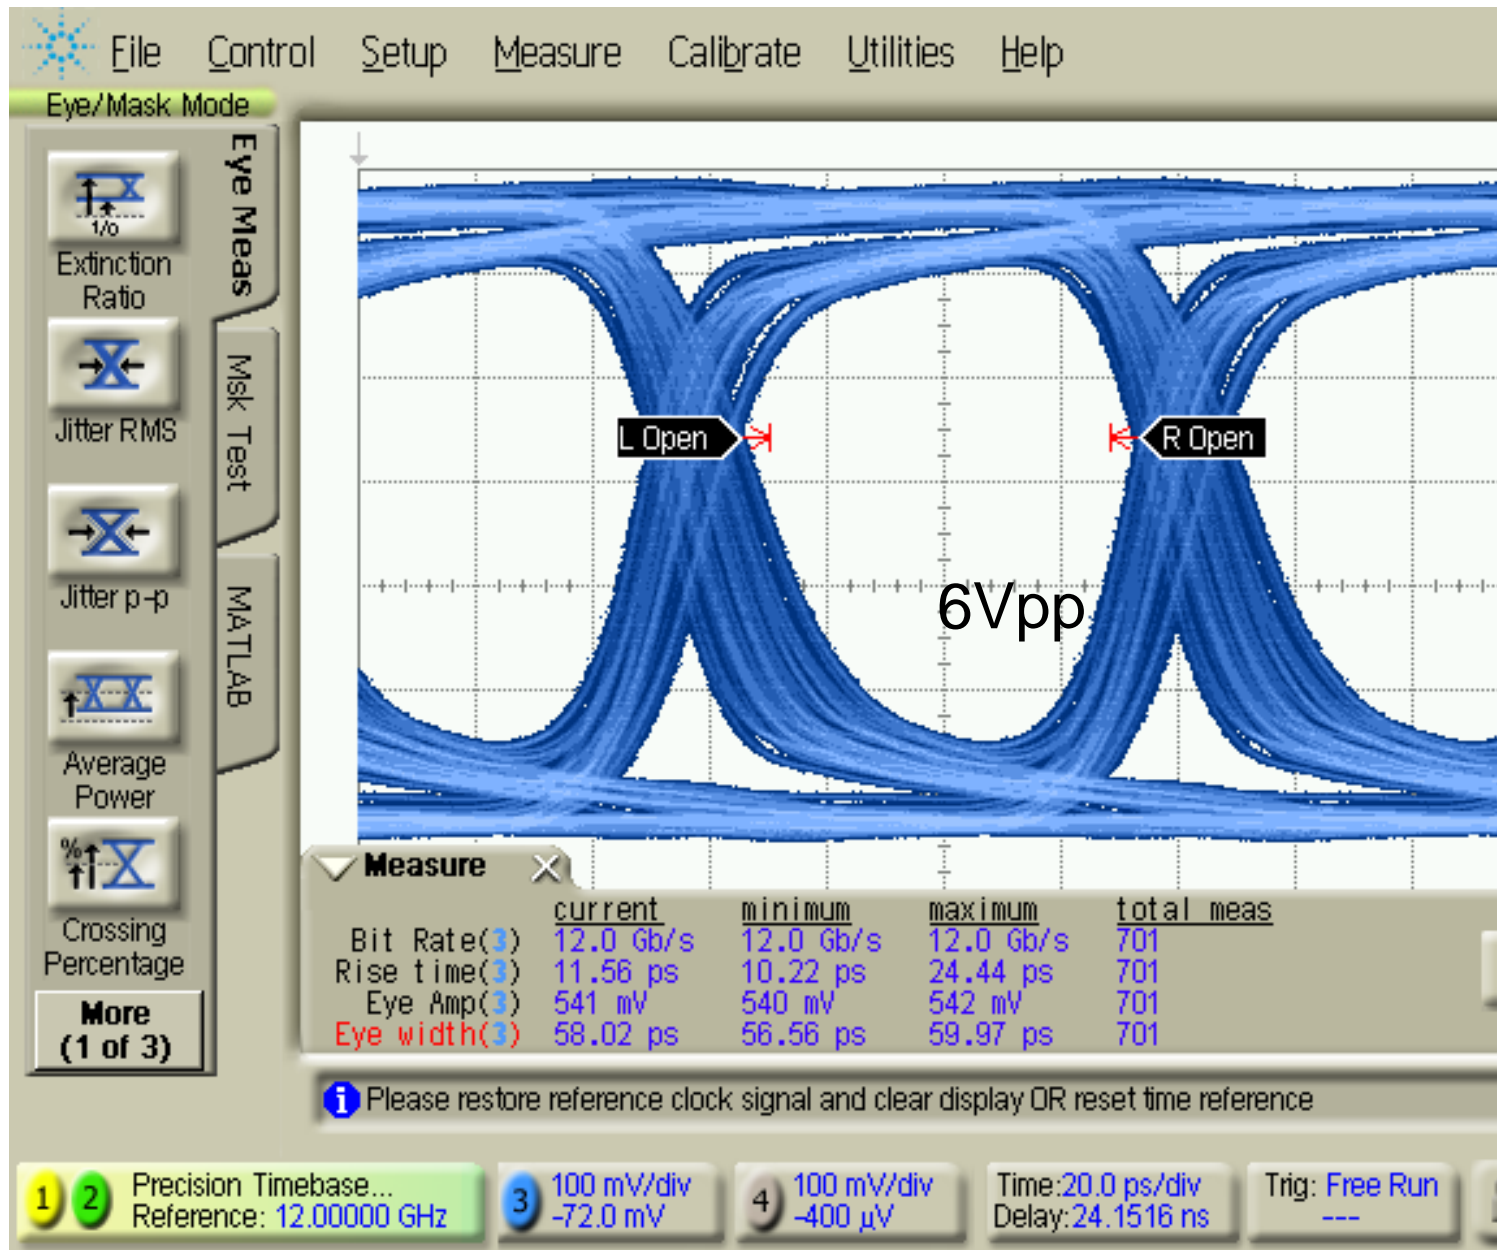 File Control Setup Measure Calibrate Utilities Help
Eye/Mask Mode
Eye Meas
Msk Test
MATLAB
1/0
Extinction
Ratio
Jitter RMS
Jitter p-p
Average
Power
%
Crossing
Percentage
More
(1 of 3)
L Open
R Open
6Vpp
Measure
current minimum maximum total meas
Bit Rate(3) 12.0 Gb/s 12.0 Gb/s 12.0 Gb/s 701
Rise time(3) 11.56 ps 10.22 ps 24.44 ps 701
Eye Amp(3) 541 mV 540 mV 542 mV 701
Eye width(3) 58.02 ps 56.56 ps 59.97 ps 701
i Please restore reference clock signal and clear display OR reset time reference
1 2 Precision Timebase...
Reference: 12.00000 GHz
3 100 mV/div
-72.0 mV
4 100 mV/div
-400 µV
Time:20.0 ps/div
Delay:24.1516 ns
Trig: Free Run
---